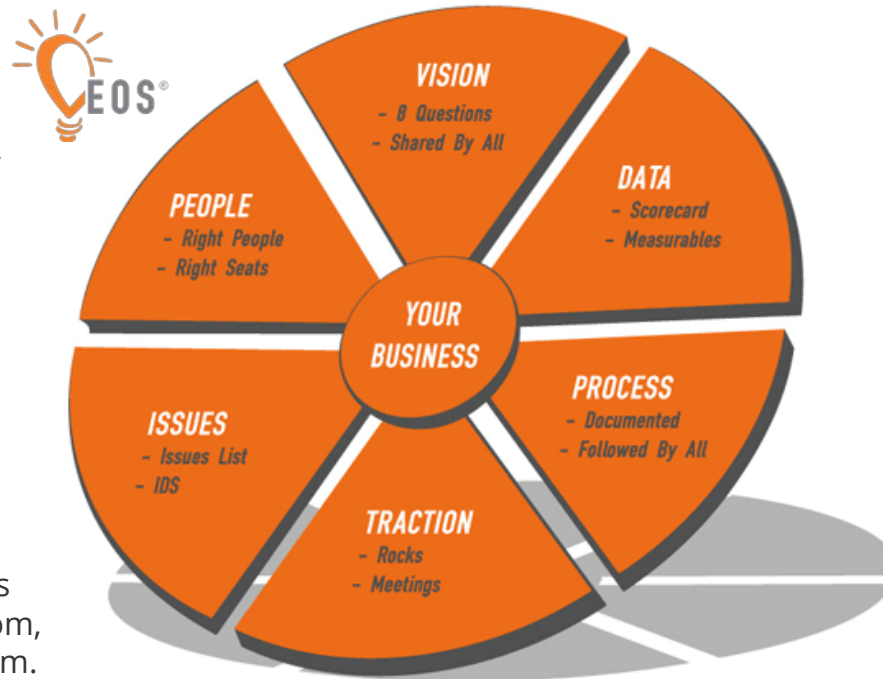 EOS®
VISION
- 8 Questions
- Shared By All
PEOPLE
- Right People
- Right Seats
DATA
- Scorecard
- Measurables
YOUR
BUSINESS
ISSUES
- Issues List
- IDS
PROCESS
- Documented
- Followed By All
TRACTION
- Rocks
- Meetings